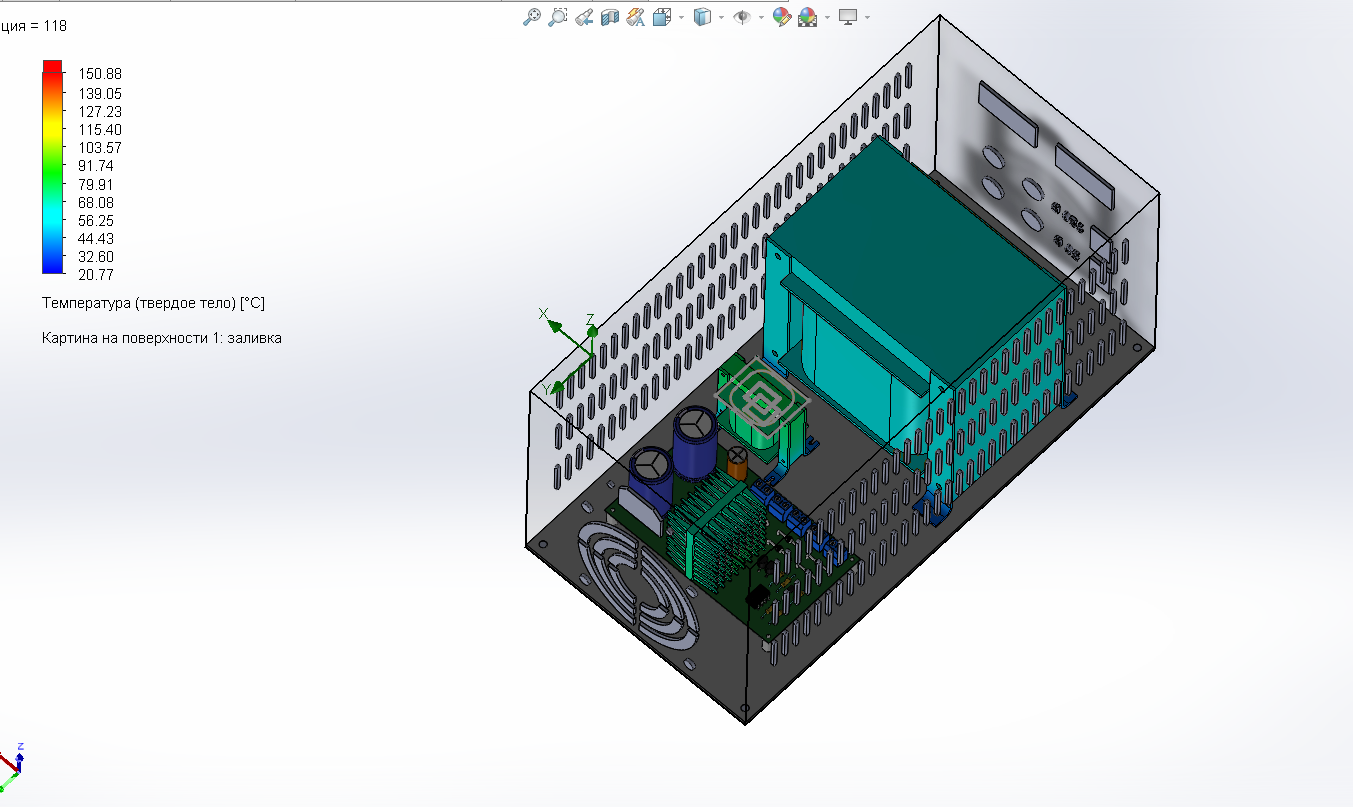 ция = 118
150.88
139.05
127.23
115.40
103.57
91.74
79.91
68.08
56.25
44.43
32.60
20.77
Температура (твердое тело) [°C]
Картина на поверхности 1: заливка
X
Z
Y
Z